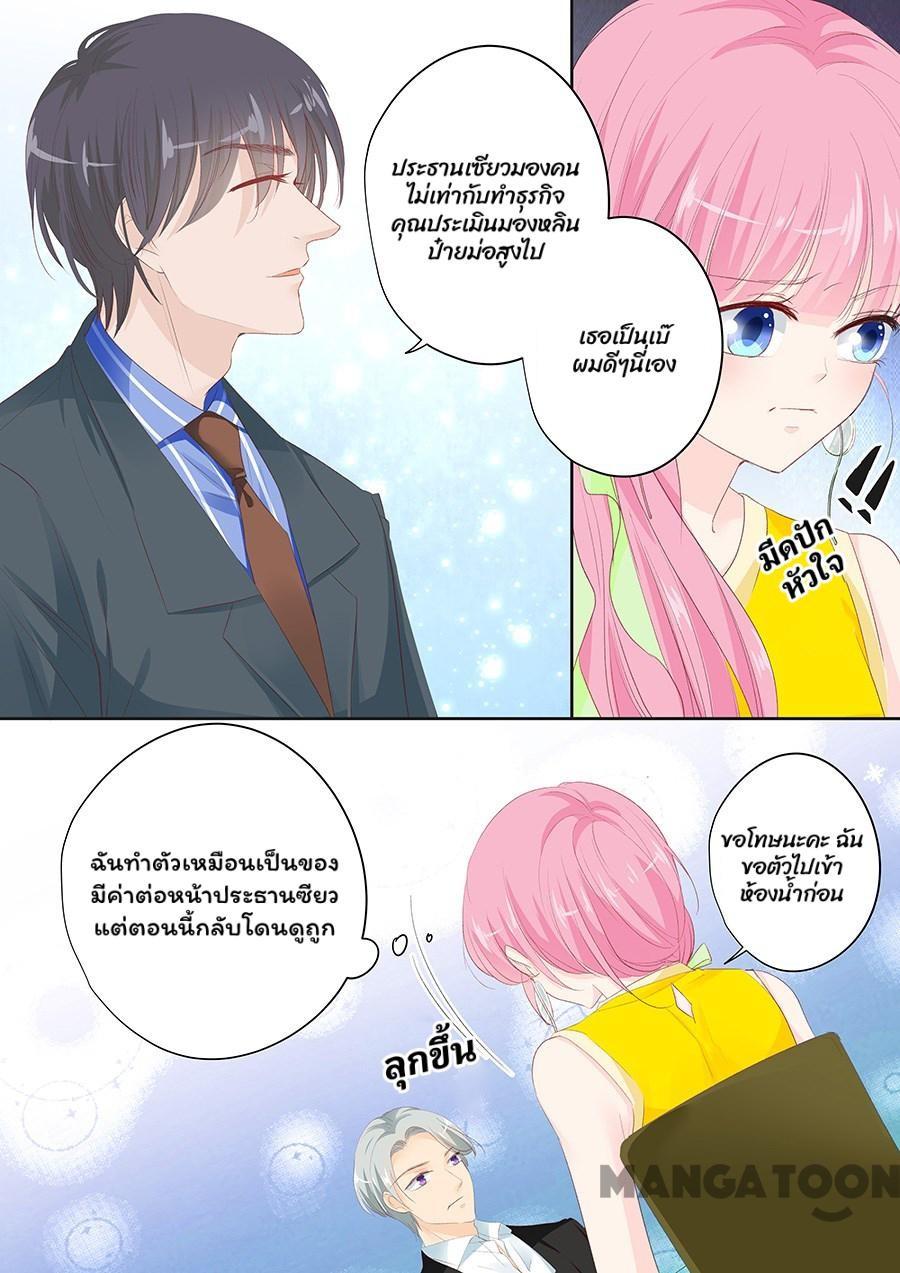 ประธานเซียวมองคน
ไม่เท่ากับทำธุรกิจ
คุณประเมินมองหลิน
ป๋ายม่อสูงไป
เธอเป็นเบ๊
ผมดีๆนี่เอง
มีดปัก
หัวใจ
ขอโทษนะคะ ฉัน
ขอตัวไปเข้า
ห้องน้ำก่อน
ฉันทำตัวเหมือนเป็นของ
มีค่าต่อหน้าประธานซียว
แต่ตอนนี้กลับโดนดูถูก
ลุกขึ้น
MANGATOON